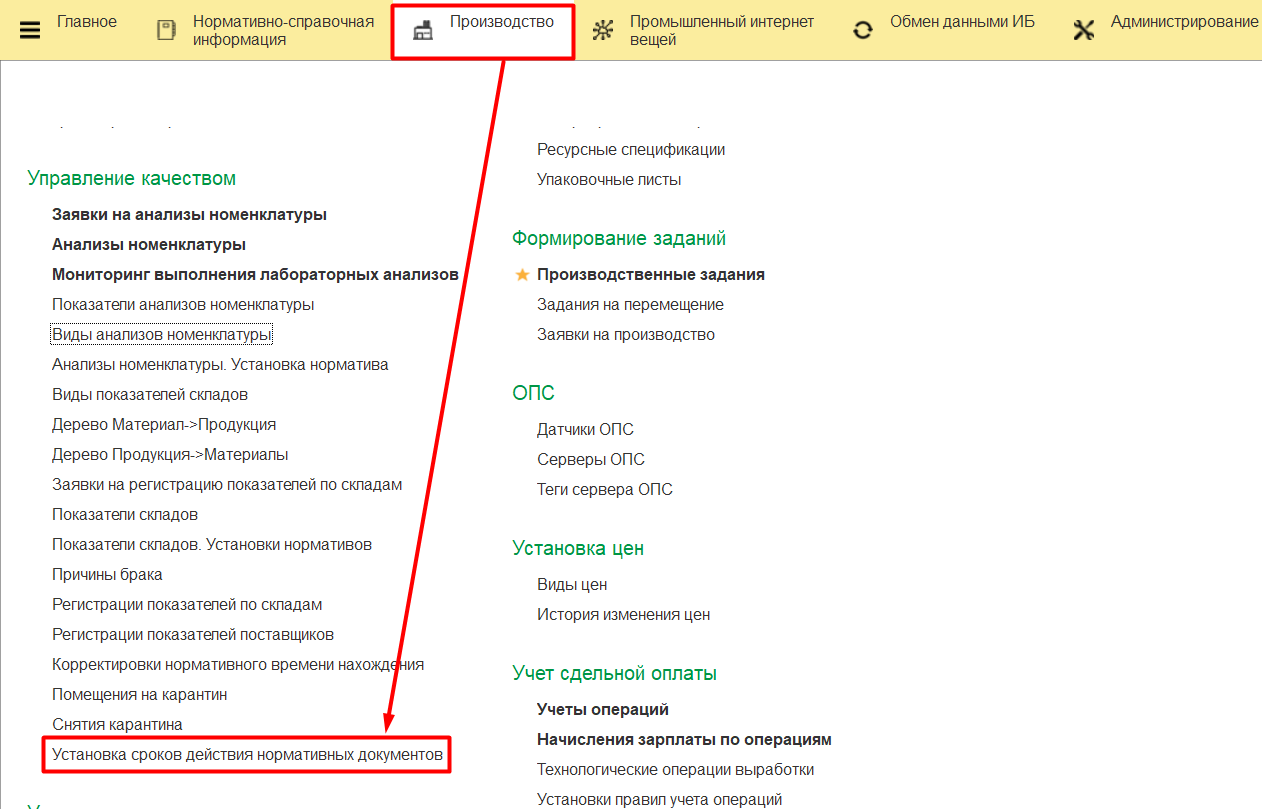 Главное
Нормативно-справочная
информация
Производство
Промышленный интернет
вещей
Обмен данными ИБ
Администрирование
Управление качеством
Заявки на анализы номенклатуры
Анализы номенклатуры
Мониторинг выполнения лабораторных анализов
Показатели анализов номенклатуры
Виды анализов номенклатуры
Анализы номенклатуры. Установка норматива
Виды показателей складов
Дерево Материал->Продукция
Дерево Продукция->Материалы
Заявки на регистрацию показателей по складам
Показатели складов
Показатели складов. Установки нормативов
Причины брака
Регистрации показателей по складам
Регистрации показателей поставщиков
Корректировки нормативного времени нахождения
Помещения на карантин
Снятия карантина
Установка сроков действия нормативных документов
Ресурсные спецификации
Упаковочные листы
Формирование заданий
Производственные задания
Задания на перемещение
Заявки на производство
ОПС
Датчики ОПС
Серверы ОПС
Теги сервера ОПС
Установка цен
Виды цен
История изменения цен
Учет сдельной оплаты
Учеты операций
Начисления зарплаты по операциям
Технологические операции выработки
Установки правил учета операций